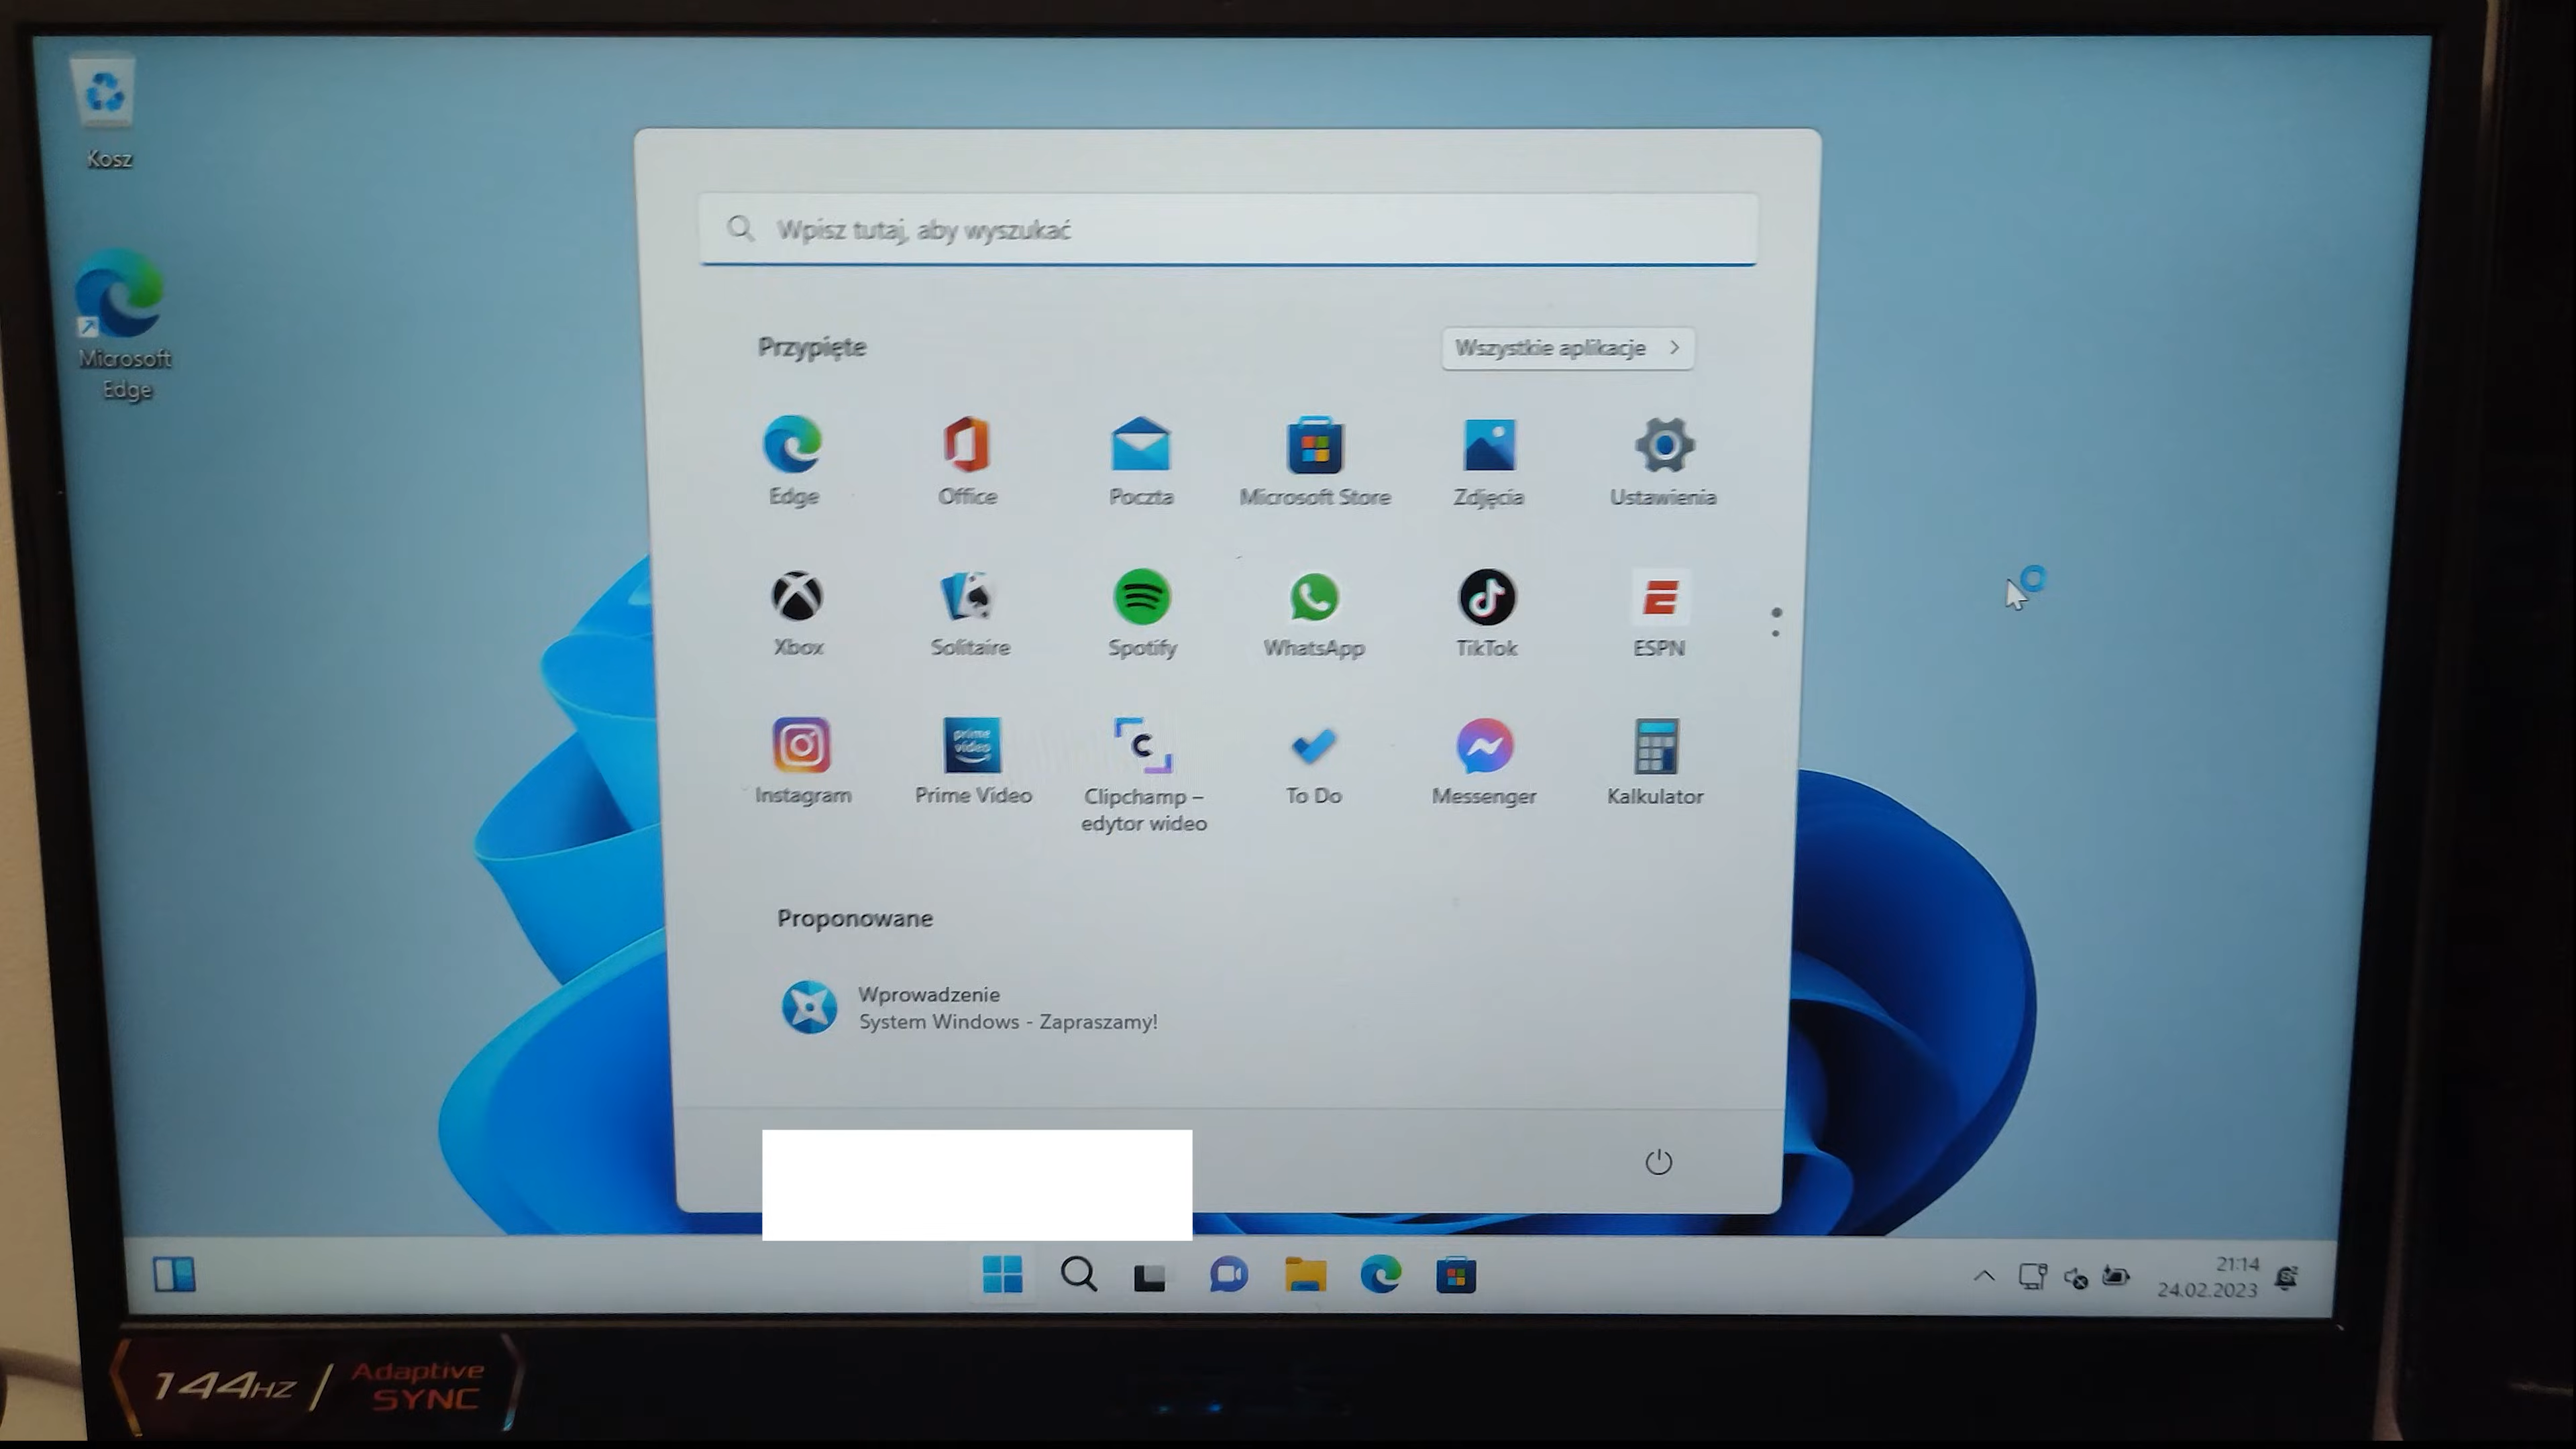 Kosz
Microsoft
Edge
Wpisz tutaj, aby wyszukać
Przypięte
Wszystkie aplikacje
Edge
Office
Poczta
Microsoft Store
Zdjęcia
Ustawienia
Xbox
Solitaire
Spotify
WhatsApp
TikTok
ESPN
prime
video
Instagram
Prime Video
Clipchamp –
edytor wideo
To Do
Messenger
Kalkulator
Proponowane
Wprowadzenie
System Windows - Zapraszamy!
21:14
24.02.2023
144HZ / Adaptive
SYNC